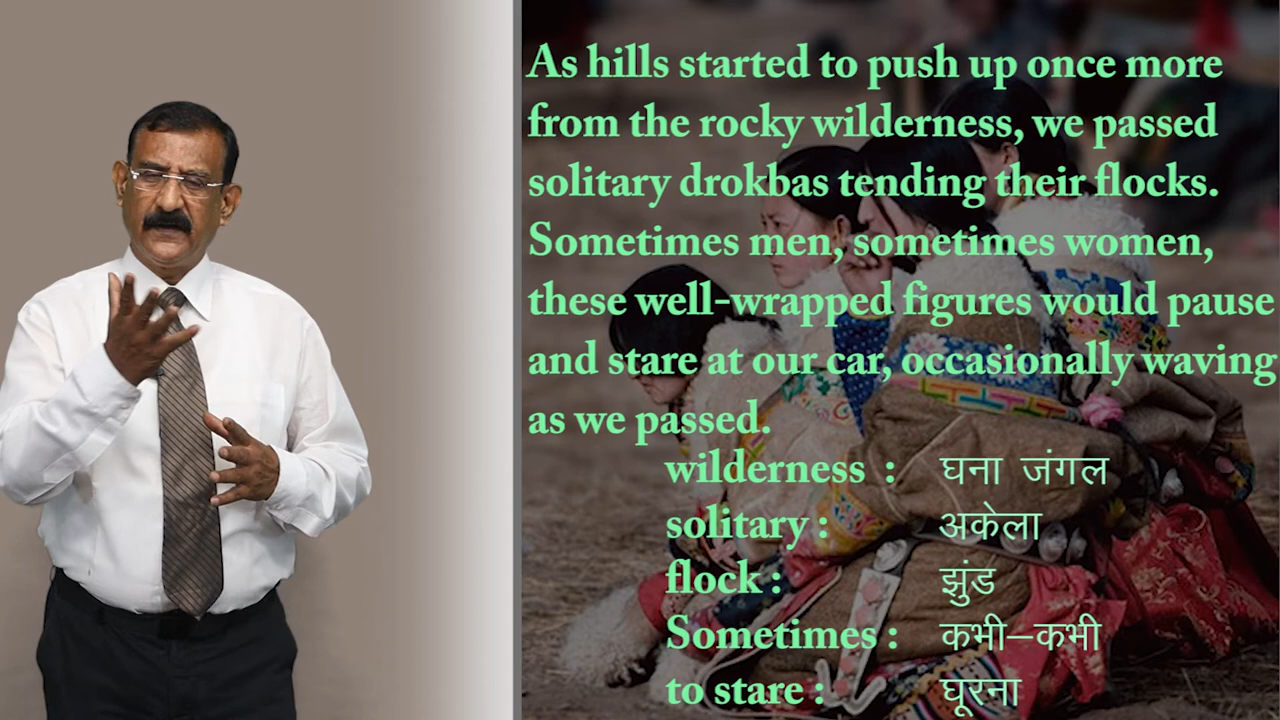 As hills started to push up once more
from the rocky wilderness, we passed
solitary drokbas tending their flocks.
Sometimes men, sometimes women,
these well-wrapped figures would pause
and stare at our car, occasionally waving
as we passed.
wilderness : घना जंगल
solitary : अकेला
flock : झुंड
Sometimes : कभी–कभी
to stare : घूरना